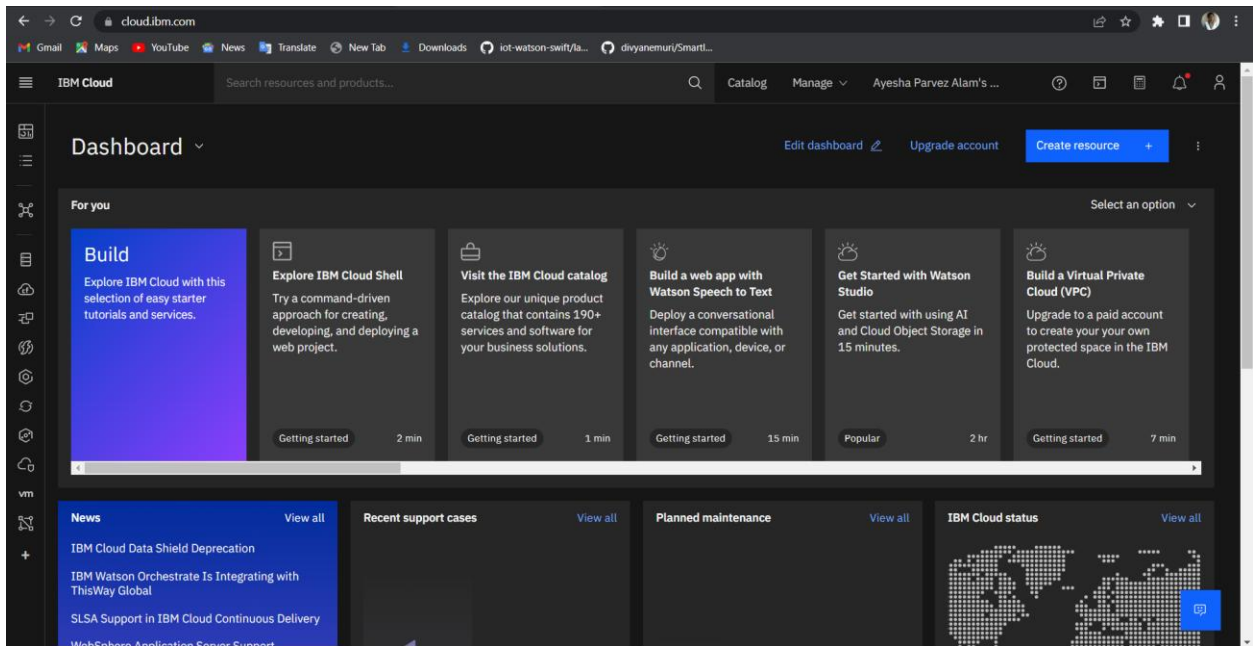 cloud.ibm.com
Gmail Maps YouTube News Translate New Tab Downloads iot-watson-swift/la... divyanemuri/Smartl...
IBM Cloud Search resources and products... Catalog Manage Ayesha Parvez Alam's ...
Dashboard Edit dashboard Upgrade account Create resource +
For you Select an option
Build
Explore IBM Cloud with this
selection of easy starter
tutorials and services.
Explore IBM Cloud Shell
Try a command-driven
approach for creating,
developing, and deploying a
web project.
Getting started 2 min
Visit the IBM Cloud catalog
Explore our unique product
catalog that contains 190+
services and software for
your business solutions.
Getting started 1 min
Build a web app with
Watson Speech to Text
Deploy a conversational
interface compatible with
any application, device, or
channel.
Getting started 15 min
Get Started with Watson
Studio
Get started with using AI
and Cloud Object Storage in
15 minutes.
Popular 2 hr
Build a Virtual Private
Cloud (VPC)
Upgrade to a paid account
to create your your own
protected space in the IBM
Cloud.
Getting started 7 min
vm
News View all
IBM Cloud Data Shield Deprecation
IBM Watson Orchestrate Is Integrating with
ThisWay Global
SLSA Support in IBM Cloud Continuous Delivery
WebSphere Application Server Support
Recent support cases View all
Planned maintenance View all
IBM Cloud status View all